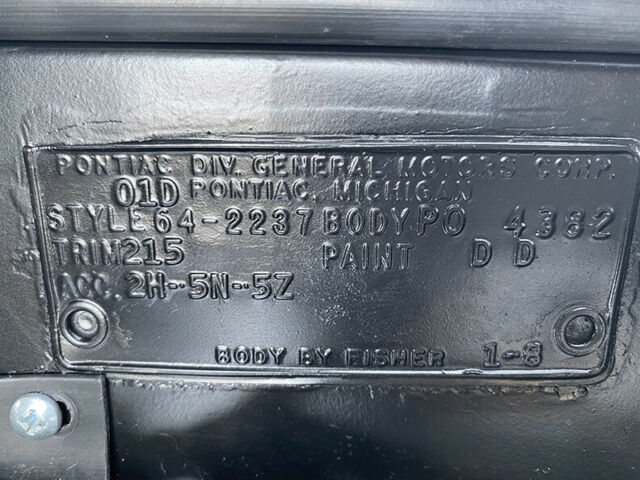 PONTIAC DIV. GENERAL MOTORS CORP.
01D PONTIAC, MICHIGAN
STYLE 64-2237 BODY PO 4382
TRIM 215 PAINT D D
ACC. 2H-5N-5Z
BODY BY FISHER 1-8